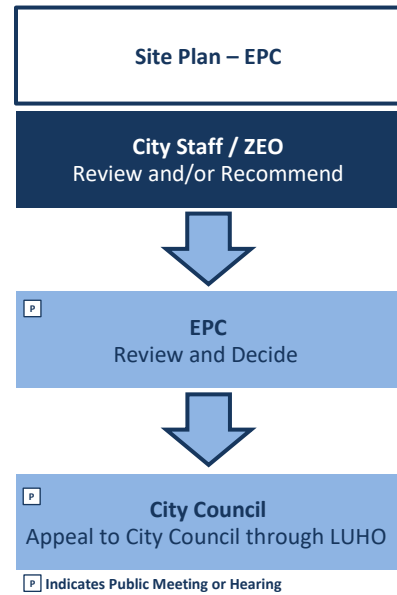 Site Plan – EPC
City Staff / ZEO
Review and/or Recommend
P
EPC
Review and Decide
P
City Council
Appeal to City Council through LUHO
P Indicates Public Meeting or Hearing